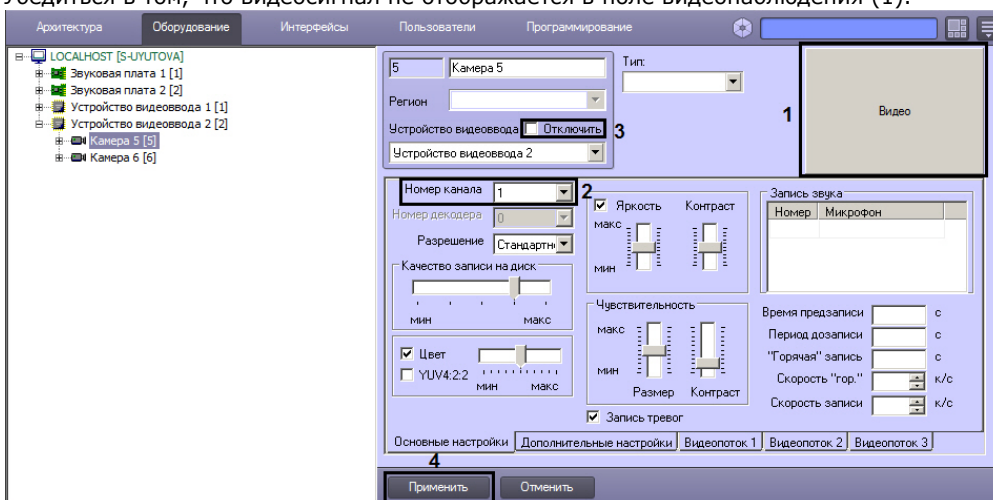 Убедиться в том, что видеосигнал не отображается в поле видеонаблюдения (1).
Архитектура Оборудование Интерфейсы Пользователи Программирование
LOCALHOST [S-UYUTOVA]
Звуковая плата 1 [1]
Звуковая плата 2 [2]
Устройство видеоввода 1 [1]
Устройство видеоввода 2 [2]
Камера 5 [5]
Камера 6 [6]
5 Камера 5
Тип:
Регион
Устройство видеоввода Отключить 3
Устройство видеоввода 2
1 Видео
Номер канала 1 2
Номер декодера 0
Разрешение Стандартн
Качество записи на диск
мин макс
Цвет
YUV4:2:2
мин макс
Яркость Контраст
макс
мин
Чувствительность
макс
мин
Размер Контраст
Запись тревог
Запись звука
Номер Микрофон
Время предзаписи с
Период дозаписи с
"Горячая" запись с
Скорость "гор." к/с
Скорость записи к/с
Основные настройки Дополнительные настройки Видеопоток 1 Видеопоток 2 Видеопоток 3
4
Применить Отменить